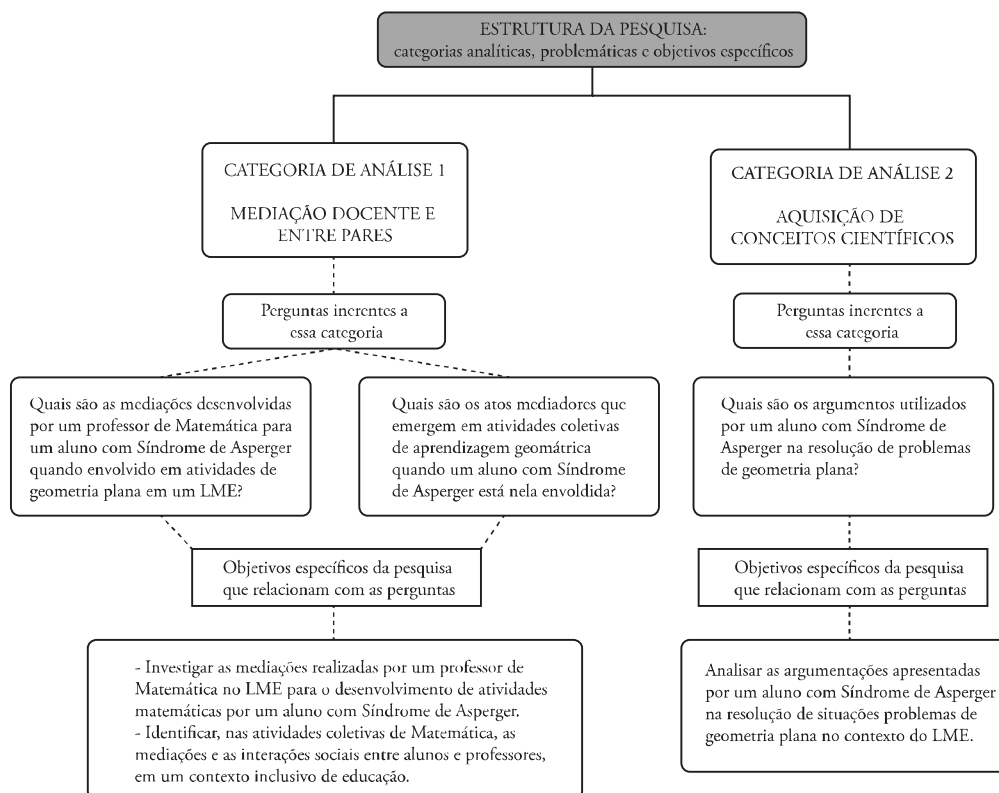 ESTRUTURA DA PESQUISA:
categorias analíticas, problemáticas e objetivos específicos
CATEGORIA DE ANÁLISE 1
MEDIAÇÃO DOCENTE E
ENTRE PARES
Perguntas inerentes a
essa categoria
Quais são as mediações desenvolvidas
por um professor de Matemática para
um aluno com Síndrome de Asperger
quando envolvido em atividades de
geometria plana em um LME?
Quais são os atos mediadores que
emergem em atividades coletivas
de aprendizagem geomátrica
quando um aluno com Síndrome
de Asperger está nela envoldida?
Objetivos específicos da pesquisa
que relacionam com as perguntas
- Investigar as mediações realizadas por um professor de
Matemática no LME para o desenvolvimento de atividades
matemáticas por um aluno com Síndrome de Asperger.
- Identificar, nas atividades coletivas de Matemática, as
mediações e as interações sociais entre alunos e professores,
em um contexto inclusivo de educação.
CATEGORIA DE ANÁLISE 2
AQUISIÇÃO DE
CONCEITOS CIENTÍFICOS
Perguntas inerentes a
essa categoria
Quais são os argumentos utilizados
por um aluno com Síndrome de
Asperger na resolução de problemas
de geometria plana?
Objetivos específicos da pesquisa
que relacionam com as perguntas
Analisar as argumentações apresentadas
por um aluno com Síndrome de Asperger
na resolução de situações problemas de
geometria plana no contexto do LME.